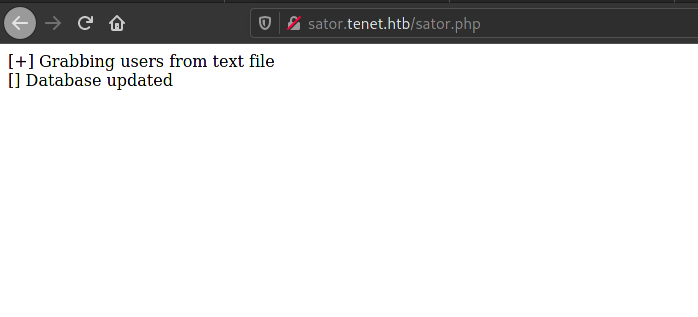 sator.tenet.htb/sator.php
[+] Grabbing users from text file
[] Database updated